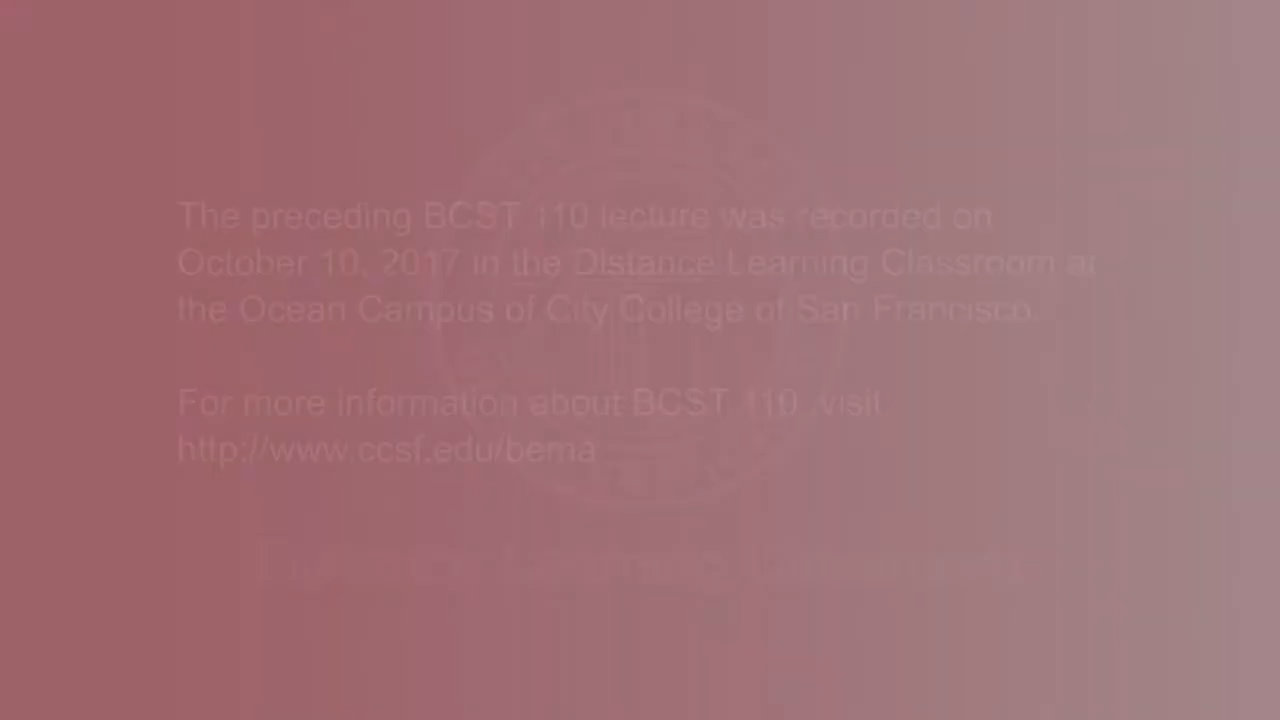 The preceding BCST 110 lecture was recorded on
October 10, 2017 in the Distance Learning Classroom at
the Ocean Campus of City College of San Francisco.
For more information about BCST 110, visit
http://www.ccsf.edu/bema